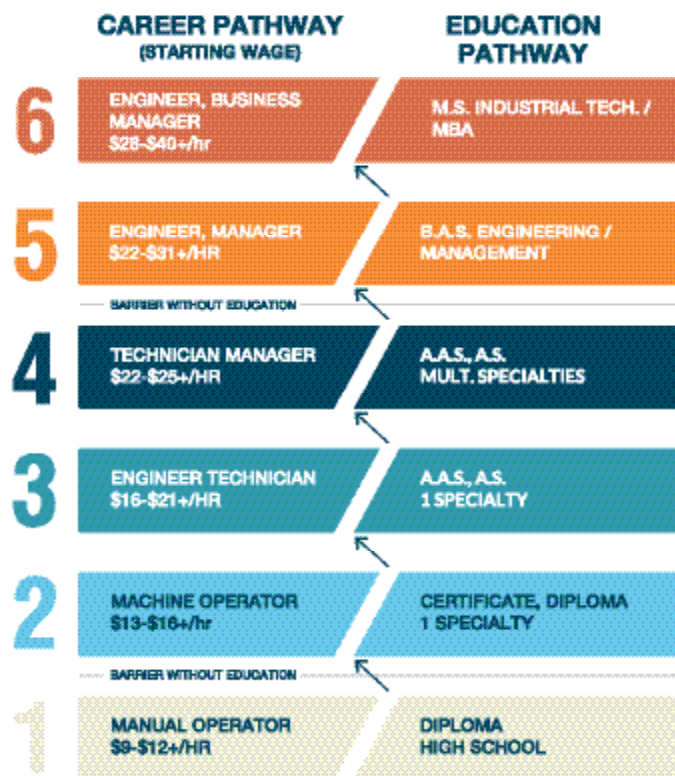 CAREER PATHWAY
(STARTING WAGE)
EDUCATION
PATHWAY
6
ENGINEER, BUSINESS
MANAGER
$28-$40+/hr
M.S. INDUSTRIAL TECH. /
MBA
5
ENGINEER, MANAGER
$22-$31+/HR
B.A.S. ENGINEERING /
MANAGEMENT
BARRIER WITHOUT EDUCATION
4
TECHNICIAN MANAGER
$22-$25+/HR
A.A.S., A.S.
MULT. SPECIALTIES
3
ENGINEER TECHNICIAN
$16-$21+/HR
A.A.S., A.S.
1 SPECIALTY
2
MACHINE OPERATOR
$13-$16+/hr
CERTIFICATE, DIPLOMA
1 SPECIALTY
BARRIER WITHOUT EDUCATION
1
MANUAL OPERATOR
$9-$12+/HR
DIPLOMA
HIGH SCHOOL